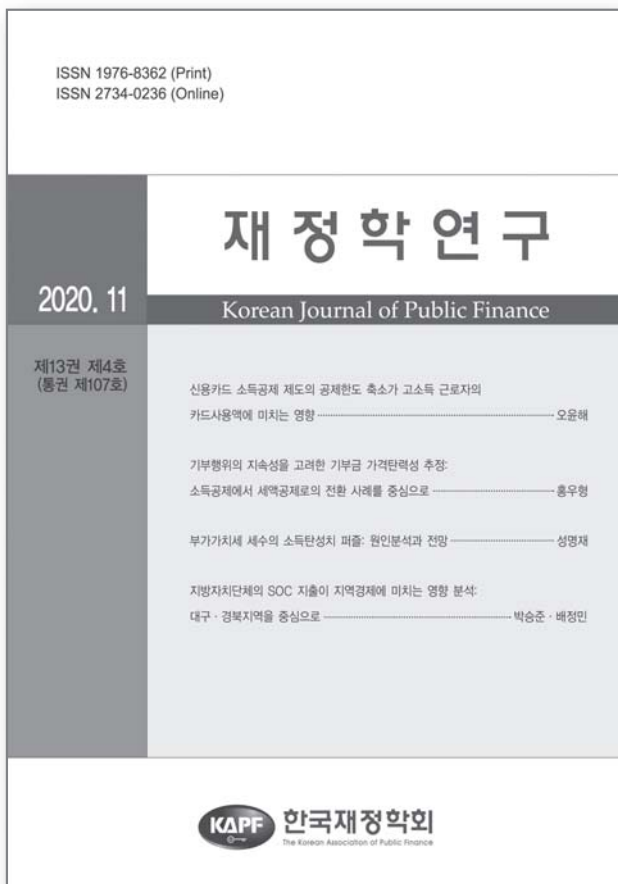 ISSN 1976-8362 (Print)
ISSN 2734-0236 (Online)
재정학연구
2020. 11
Korean Journal of Public Finance
제13권 제4호
(통권 제107호)
신용카드 소득공제 제도의 공제한도 축소가 고소득 근로자의
카드사용액에 미치는 영향 오윤해
기부행위의 지속성을 고려한 기부금 가격탄력성 추정:
소득공제에서 세액공제로의 전환 사례를 중심으로 홍우형
부가가치세 세수의 소득탄성치 퍼즐: 원인분석과 전망 성명재
지방자치단체의 SOC 지출이 지역경제에 미치는 영향 분석:
대구·경북지역을 중심으로 박승준·배정민
KAPF 한국재정학회
The Korean Association of Public Finance